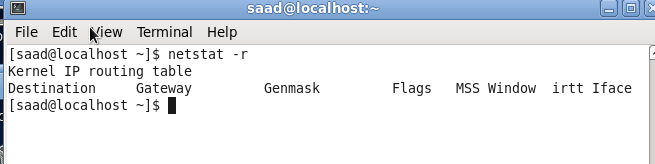 saad@localhost:~
File Edit View Terminal Help
[saad@localhost ~]$ netstat -r
Kernel IP routing table
Destination     Gateway         Genmask         Flags   MSS Window  irtt Iface
[saad@localhost ~]$